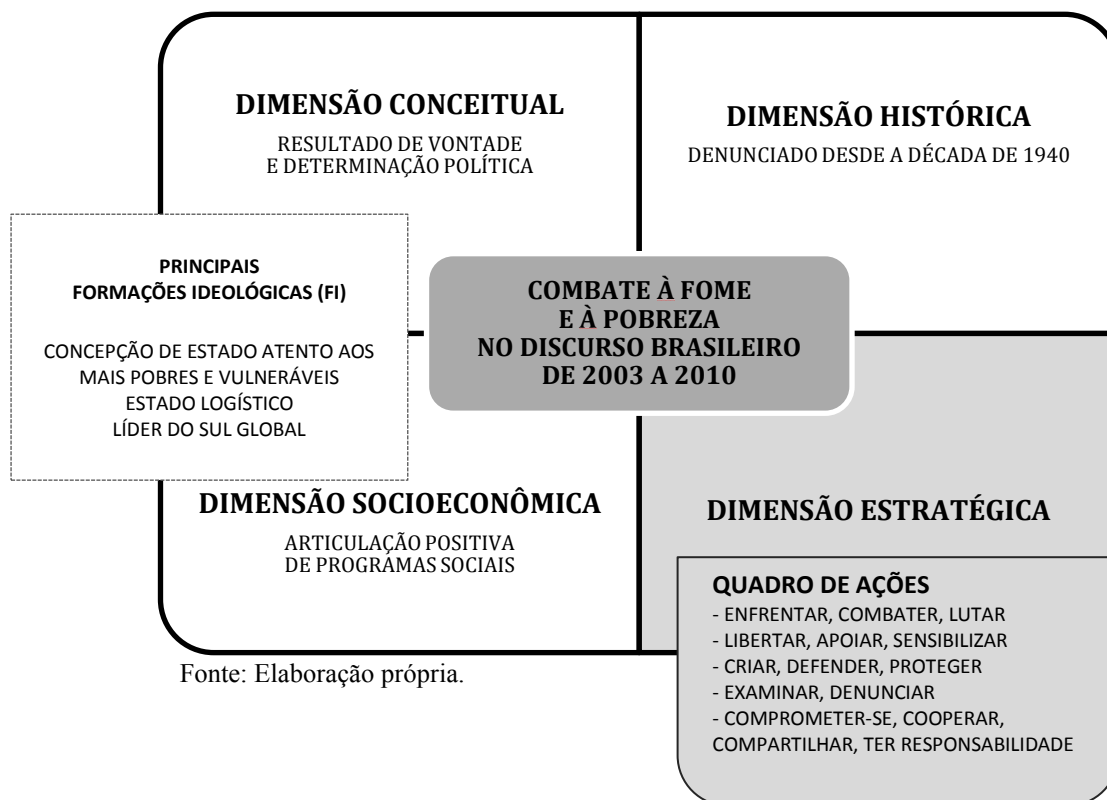 DIMENSÃO CONCEITUAL
RESULTADO DE VONTADE
E DETERMINAÇÃO POLÍTICA
DIMENSÃO HISTÓRICA
DENUNCIADO DESDE A DÉCADA DE 1940
PRINCIPAIS
FORMAÇÕES IDEOLÓGICAS (FI)
CONCEPÇÃO DE ESTADO ATENTO AOS
MAIS POBRES E VULNERÁVEIS
ESTADO LOGÍSTICO
LÍDER DO SUL GLOBAL
COMBATE À FOME
E À POBREZA
NO DISCURSO BRASILEIRO
DE 2003 A 2010
DIMENSÃO SOCIOECONÔMICA
ARTICULAÇÃO POSITIVA
DE PROGRAMAS SOCIAIS
DIMENSÃO ESTRATÉGICA
QUADRO DE AÇÕES
- ENFRENTAR, COMBATER, LUTAR
- LIBERTAR, APOIAR, SENSIBILIZAR
- CRIAR, DEFENDER, PROTEGER
- EXAMINAR, DENUNCIAR
- COMPROMETER-SE, COOPERAR,
COMPARTILHAR, TER RESPONSABILIDADE
Fonte: Elaboração própria.